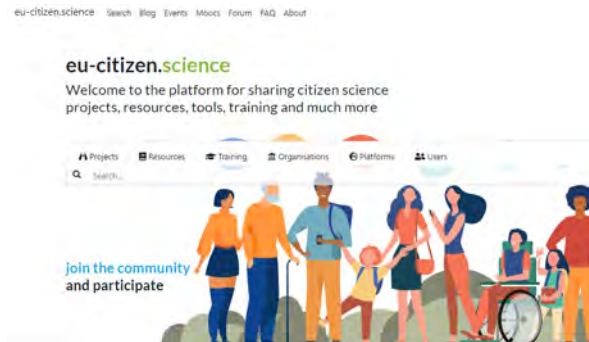 eu-citizen.science Search Blog Events Moocs Forum FAQ About
eu-citizen.science
Welcome to the platform for sharing citizen science
projects, resources, tools, training and much more
Projects Resources Training Organisations Platforms Users
Search...
join the community
and participate